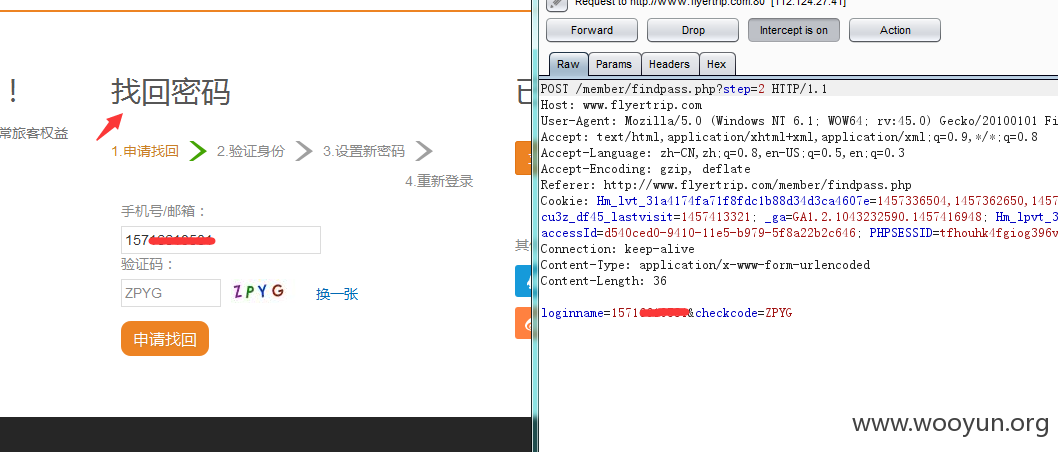 !
常旅客权益
找回密码
1.申请找回
2.验证身份
3.设置新密码
4.重新登录
手机号/邮箱：
验证码：
ZPYG
ZPYG
换一张
申请找回
Request to http://www.flyertrip.com:80 [112.124.27.41]
Forward
Drop
Intercept is on
Action
Raw
Params
Headers
Hex
POST /member/findpass.php?step=2 HTTP/1.1
Host: www.flyertrip.com
User-Agent: Mozilla/5.0 (Windows NT 6.1; WOW64; rv:45.0) Gecko/20100101 Fi
Accept: text/html,application/xhtml+xml,application/xml;q=0.9,*/*;q=0.8
Accept-Language: zh-CN,zh;q=0.8,en-US;q=0.5,en;q=0.3
Accept-Encoding: gzip, deflate
Referer: http://www.flyertrip.com/member/findpass.php
Cookie: Hm_lvt_31a4174fa71f8fdc1b88d34d3ca4607e=1457336504,1457362650,1457
cu3z_df45_lastvisit=1457413321; _ga=GA1.2.1043232590.1457416948; Hm_lpvt_3
accessId=d540ced0-9410-11e5-b979-5f8a22b2c646; PHPSESSID=tfhouhk4fgiog396v
Connection: keep-alive
Content-Type: application/x-www-form-urlencoded
Content-Length: 36
loginname=1571 &checkcode=ZPYG
www.wooyun.org